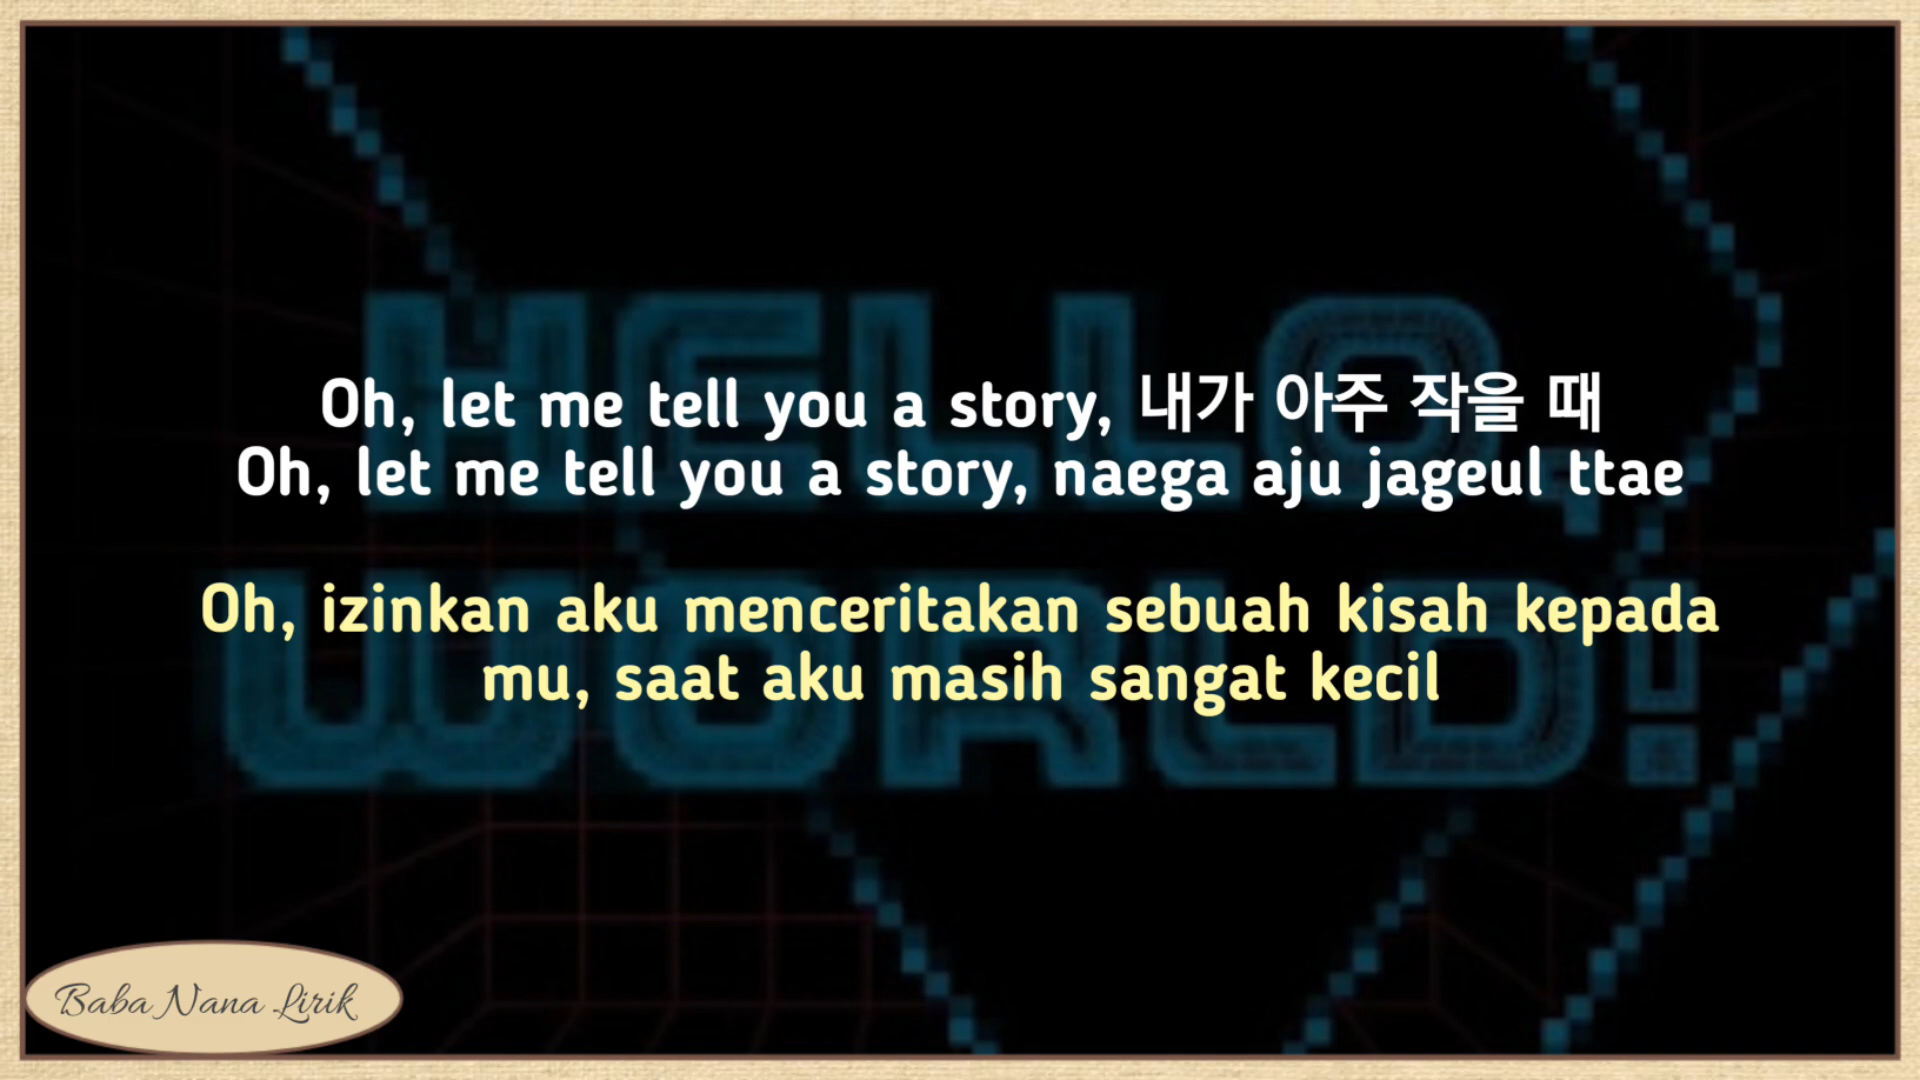 HELLO,
WORLD!
Oh, let me tell you a story, 내가 아주 작을 때
Oh, let me tell you a story, naega aju jageul ttae
Oh, izinkan aku menceritakan sebuah kisah kepada
mu, saat aku masih sangat kecil
Baba Nana Lirik